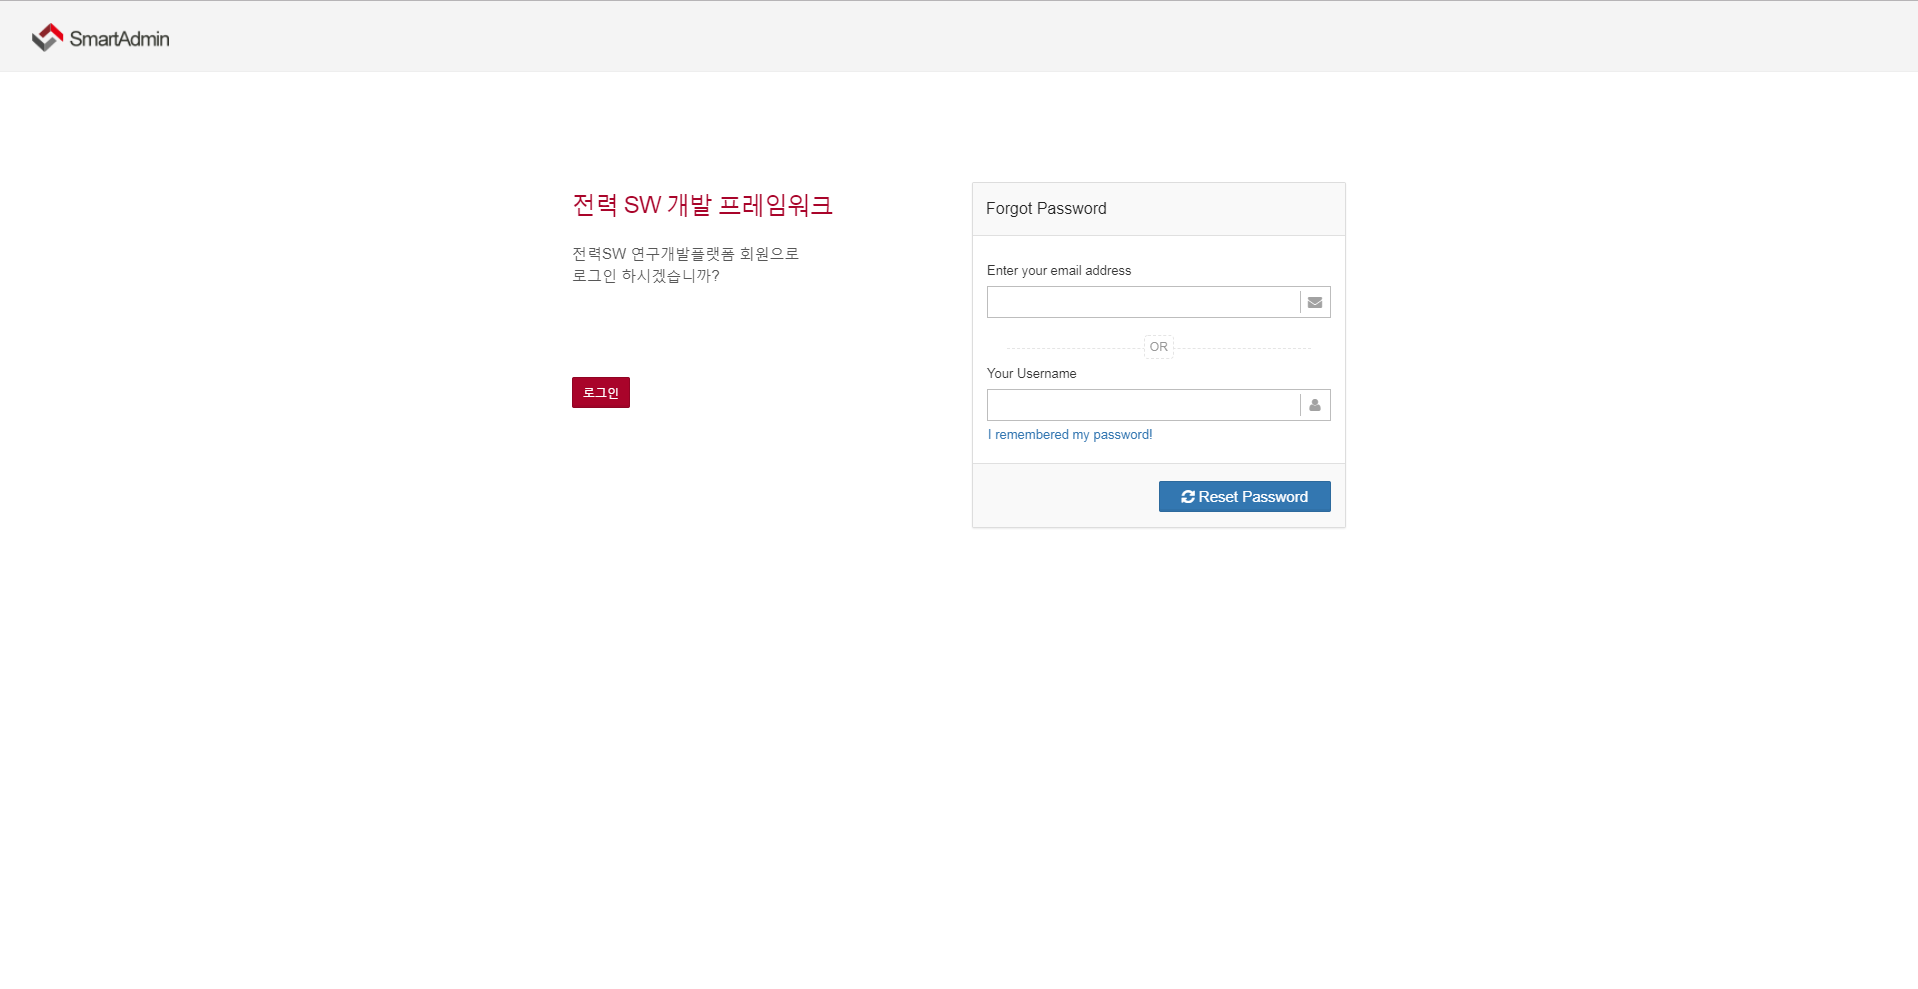 SmartAdmin
전력 SW 개발 프레임워크
전력SW 연구개발플랫폼 회원으로
로그인 하시겠습니까?
로그인
Forgot Password
Enter your email address
OR
Your Username
I remembered my password!
Reset Password